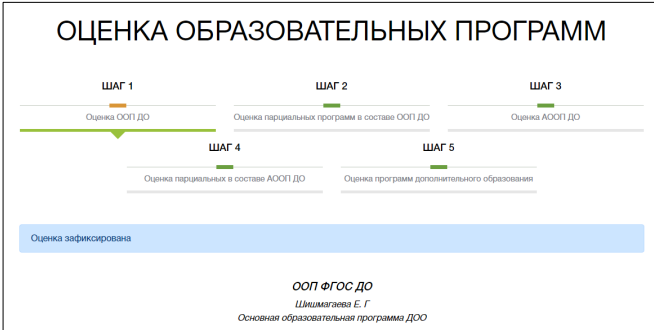 ОЦЕНКА ОБРАЗОВАТЕЛЬНЫХ ПРОГРАММ
ШАГ 1
Оценка ООП ДО
ШАГ 2
Оценка парциальных программ в составе ООП ДО
ШАГ 3
Оценка АООП ДО
ШАГ 4
Оценка парциальных в составе АООП ДО
ШАГ 5
Оценка программ дополнительного образования
Оценка зафиксирована
ООП ФГОС ДО
Шишмагаева Е. Г
Основная образовательная программа ДОО